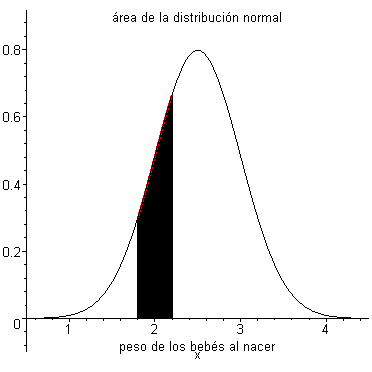 área de la distribución normal
0.8
0.6
0.4
0.2
0
1 2 3 4
peso de los bebés al nacer
x